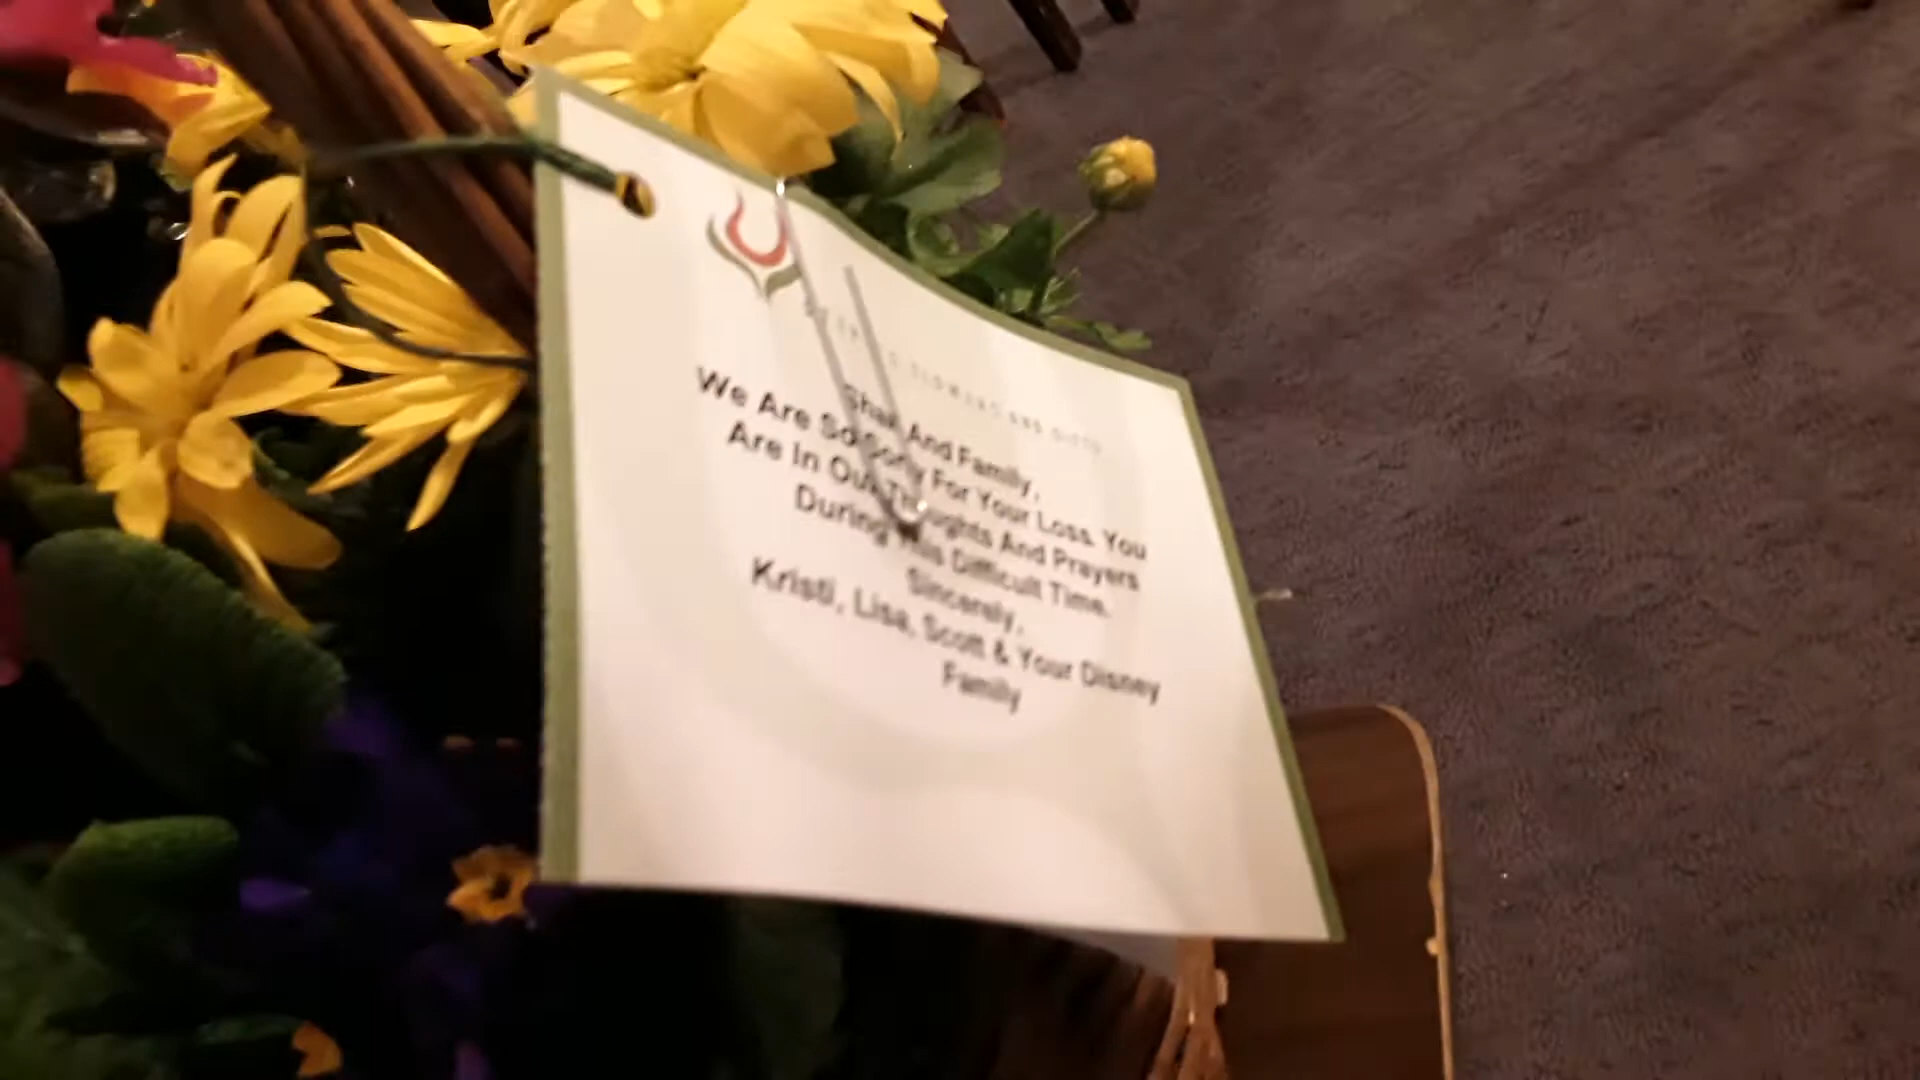 And Family,
We Are So Sorry For Your Loss. You
Are In Our Thoughts And Prayers
During This Difficult Time.
Sincerely,
Kristi, Lisa, Scott & Your Disney
Family